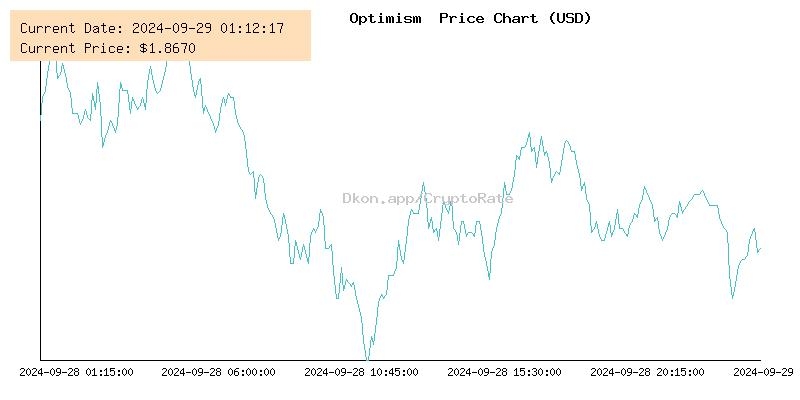 Optimism  Price Chart (USD)
Current Date: 2024-09-29 01:12:17
Current Price: $1.8670
Dkon.app/CryptoRate
2024-09-28 01:15:00 2024-09-28 06:00:00 2024-09-28 10:45:00 2024-09-28 15:30:00 2024-09-28 20:15:00 2024-09-29